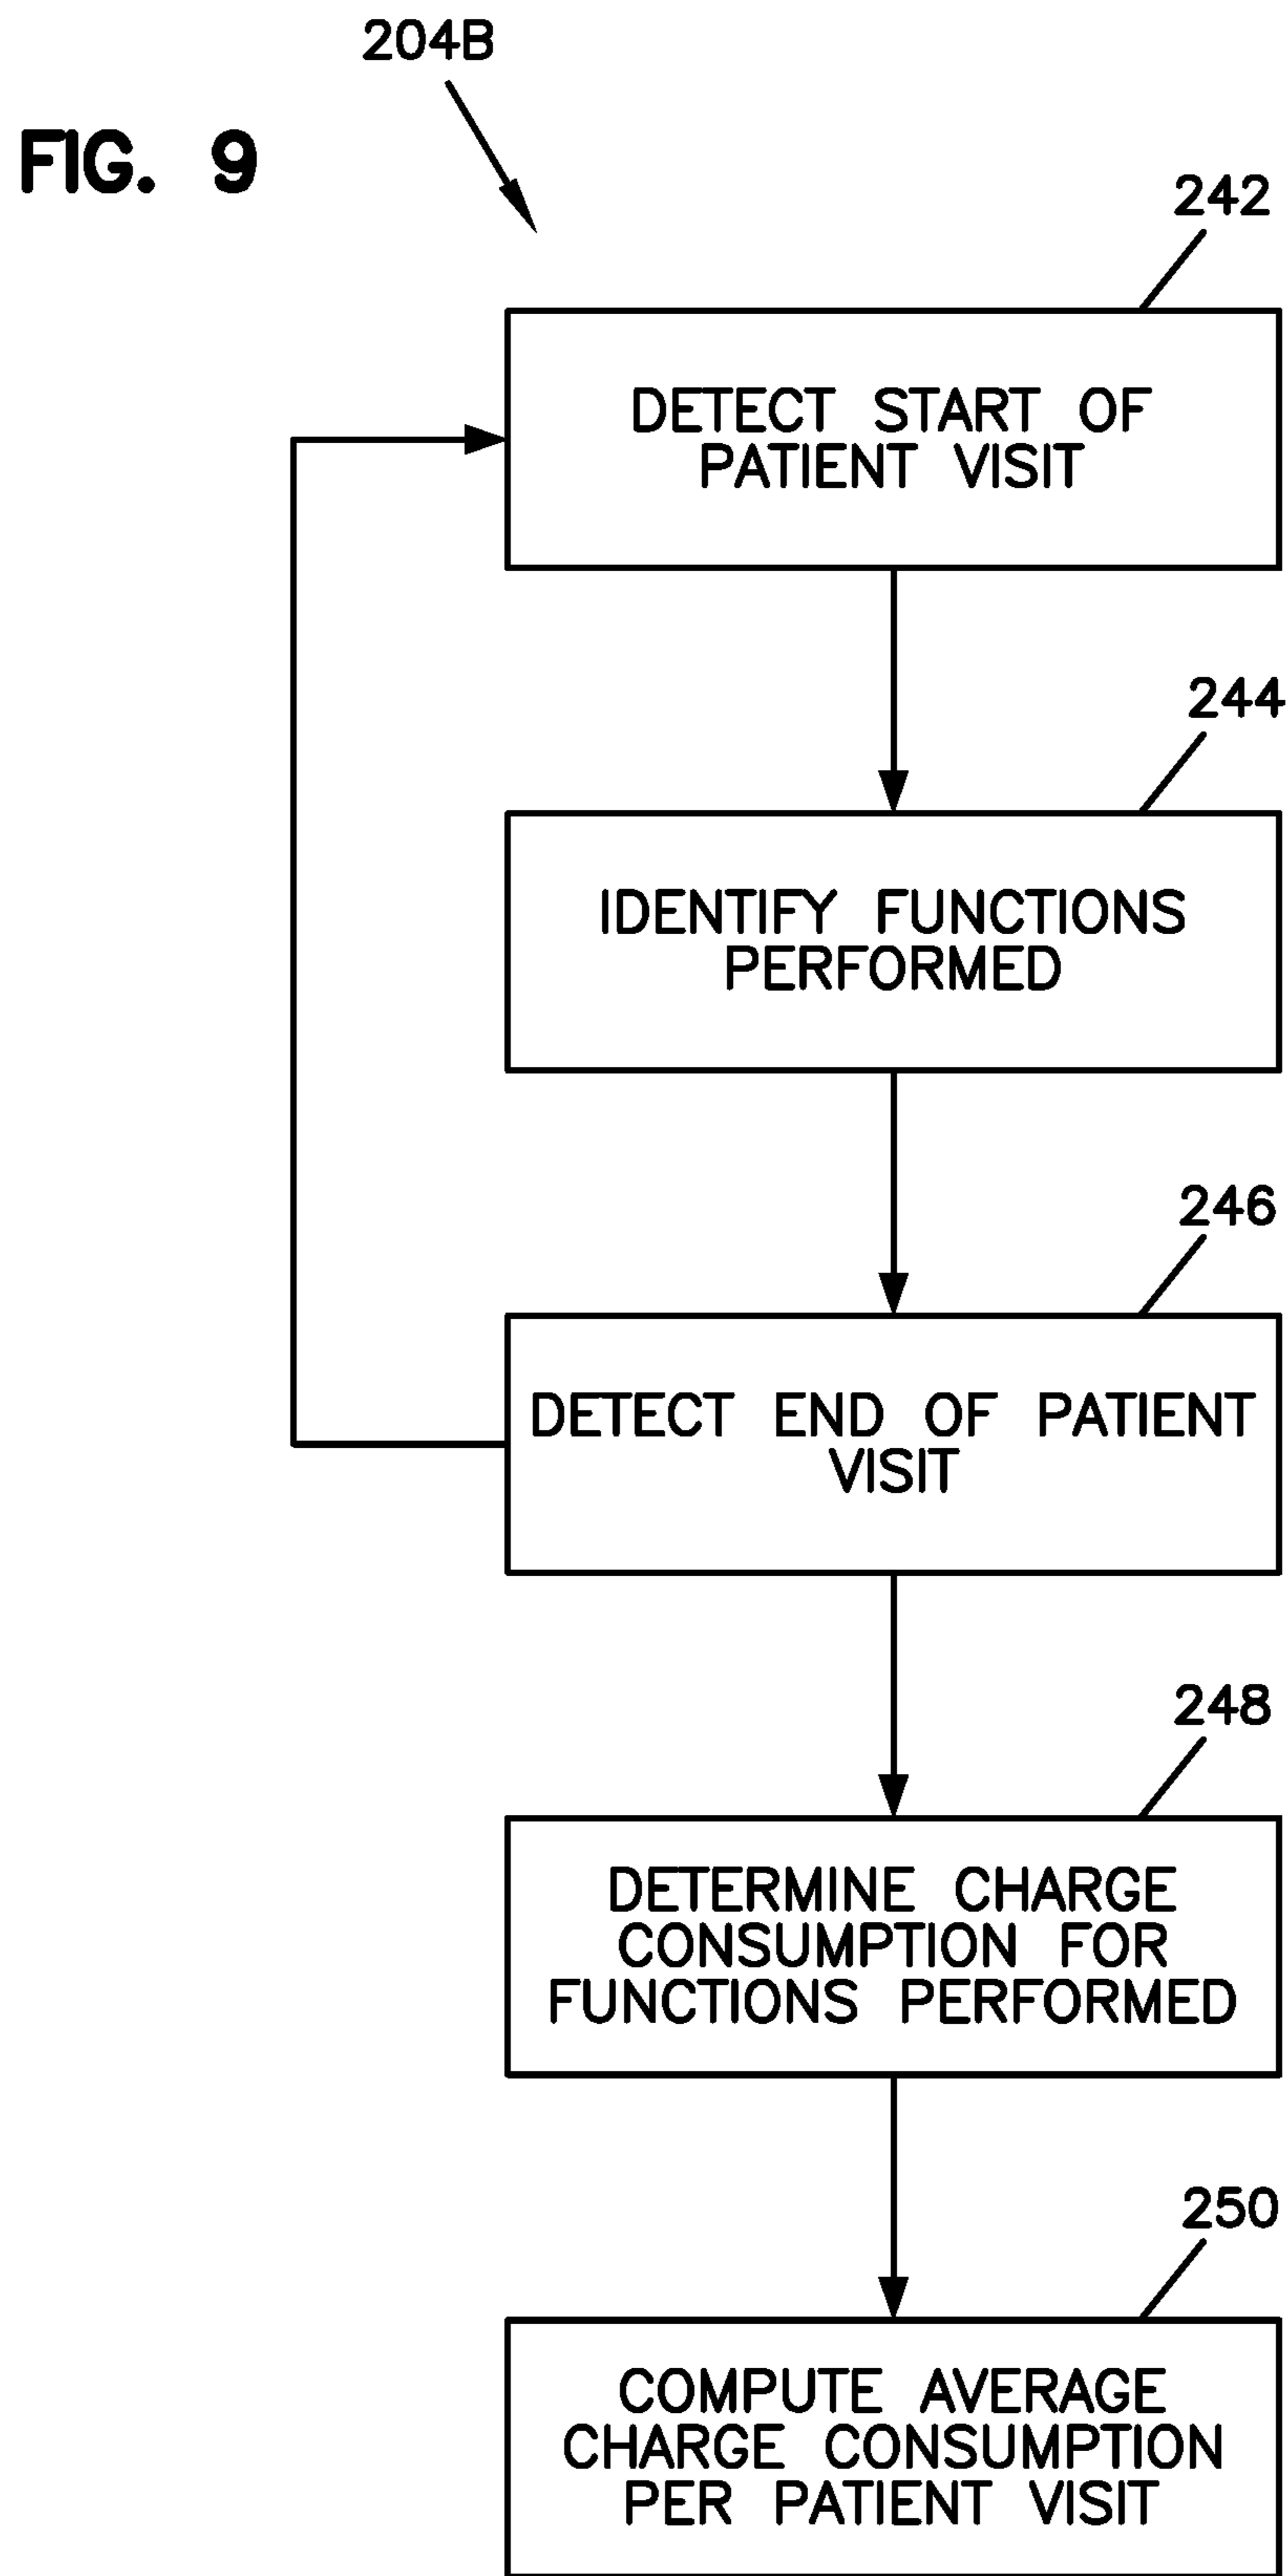 204B
FIG. 9
242
DETECT START OF
PATIENT VISIT
244
IDENTIFY FUNCTIONS
PERFORMED
246
DETECT END OF PATIENT
VISIT
248
DETERMINE CHARGE
CONSUMPTION FOR
FUNCTIONS PERFORMED
250
COMPUTE AVERAGE
CHARGE CONSUMPTION
PER PATIENT VISIT